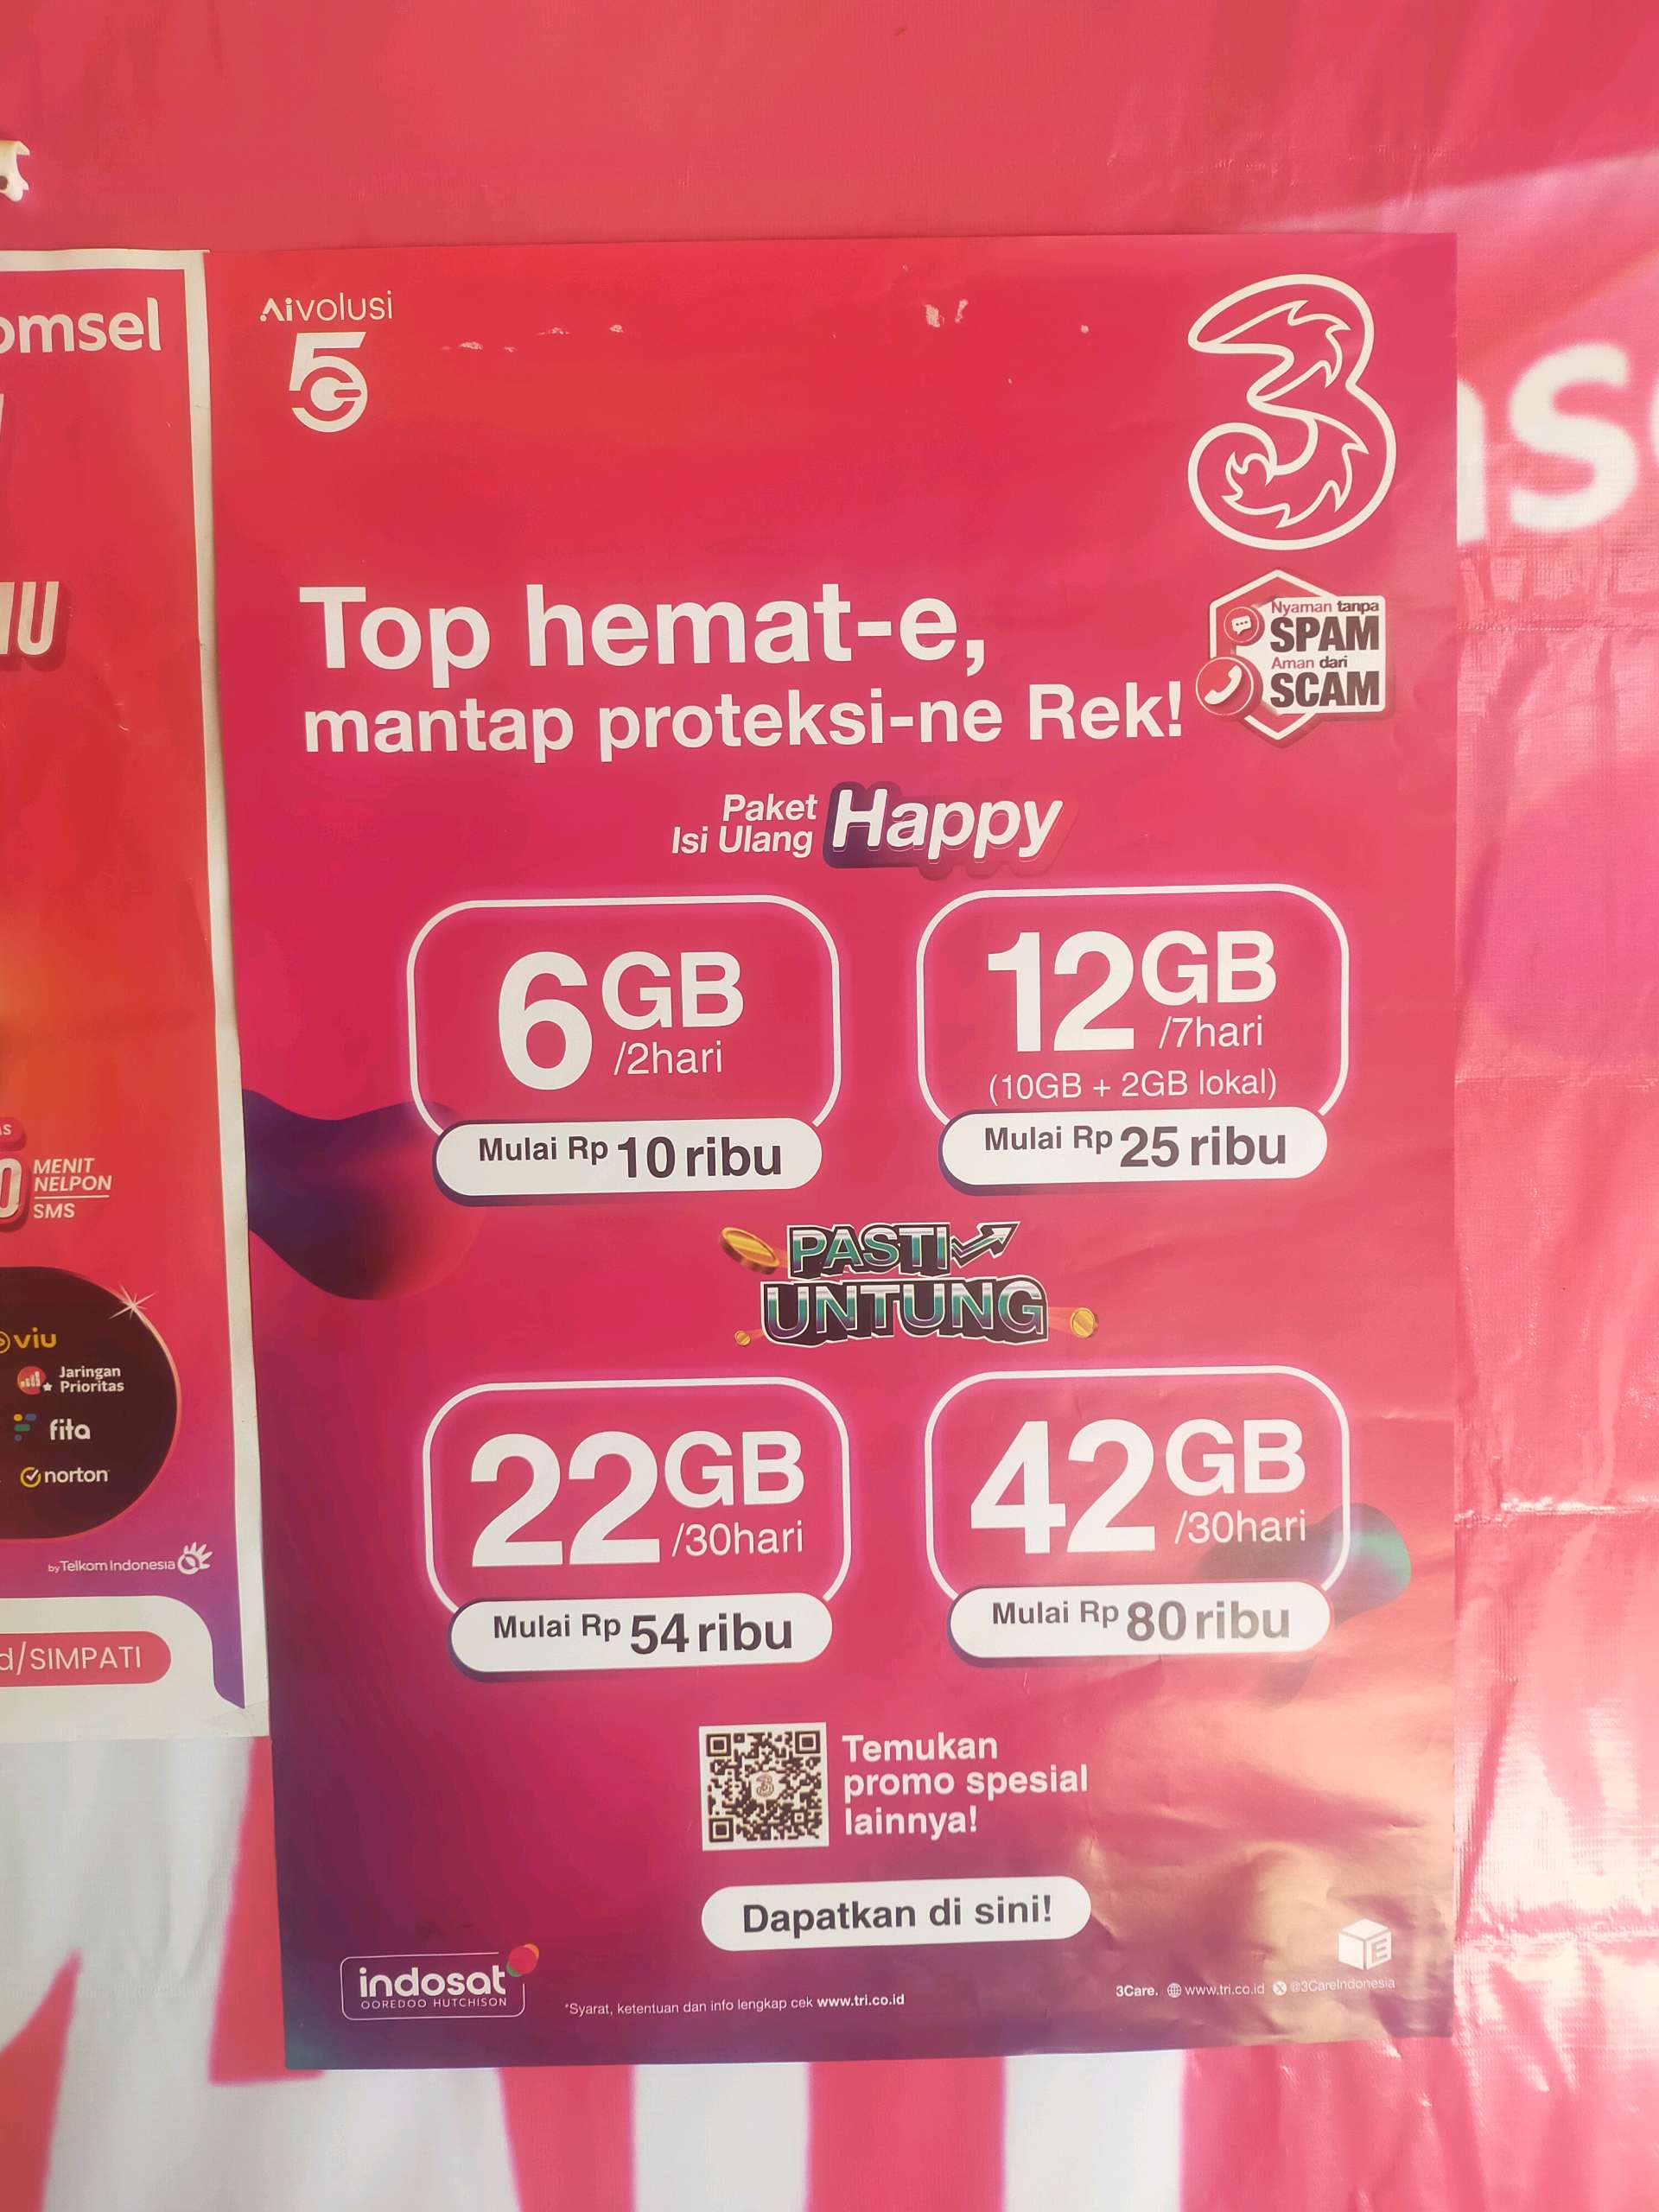 omsel
MENIT
NELPON
SMS
viu
Jaringan
Prioritas
fita
norton
by Telkom Indonesia
d/SIMPATI
Aivolusi
5G
3
Top hemat-e,
mantap proteksi-ne Rek!
Nyaman tanpa
SPAM
Aman dari
SCAM
Paket
Isi Ulang
Happy
6GB
/2hari
Mulai Rp 10 ribu
12GB
/7hari
(10GB + 2GB lokal)
Mulai Rp 25 ribu
PASTI
UNTUNG
22GB
/30hari
Mulai Rp 54 ribu
42GB
/30hari
Mulai Rp 80 ribu
Temukan
promo spesial
lainnya!
Dapatkan di sini!
indosat
OOREDOO HUTCHISON
*Syarat, ketentuan dan info lengkap cek www.tri.co.id
3Care. www.tri.co.id @3CareIndonesia